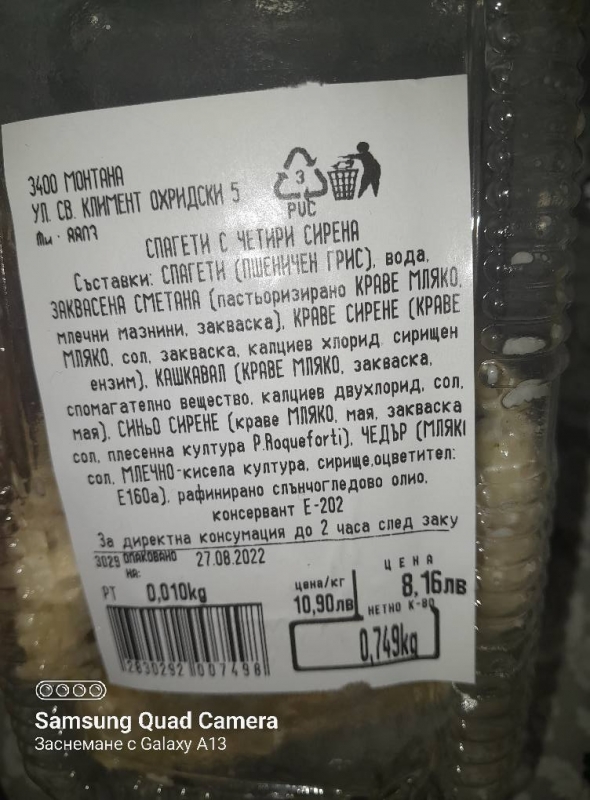 3400 МОНТАНА
УЛ. СВ. КЛИМЕНТ ОХРИДСКИ 5
3
PVC
СПАГЕТИ С ЧЕТИРИ СИРЕНА
Съставки: СПАГЕТИ (ПШЕНИЧЕН ГРИС), вода,
ЗАКВАСЕНА СМЕТАНА (пастьоризирано КРАВЕ МЛЯКО,
млечни мазнини, закваска), КРАВЕ СИРЕНЕ (КРАВЕ
МЛЯКО, сол, закваска, калциев хлорид, сирищен
ензим), КАШКАВАЛ (КРАВЕ МЛЯКО, закваска,
спомагателно вещество, калциев двухлорид, сол,
мая), СИНЬО СИРЕНЕ (краве МЛЯКО, мая, закваска
сол, плесенна култура P.Roqueforti), ЧЕДЪР (МЛЯК
сол, МЛЕЧНО-кисела култура, сирище,оцветител:
Е160а), рафинирано слънчогледово олио,
консервант Е-202
За директна консумация до 2 часа след заку
3029 ОПАКОВАНО НА: 27.08.2022
PT 0,010kg
цена/кг
10,90лв
ЦЕНА
8,16лв
НЕТНО К-ВО
0,749kg
2830292 007498
Samsung Quad Camera
Заснемане с Galaxy A13